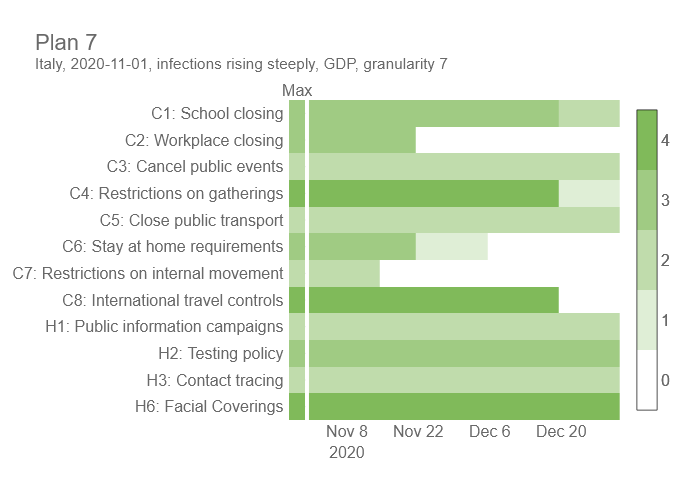 Plan 7
Italy, 2020-11-01, infections rising steeply, GDP, granularity 7
Max
C1: School closing
C2: Workplace closing
C3: Cancel public events
C4: Restrictions on gatherings
C5: Close public transport
C6: Stay at home requirements
C7: Restrictions on internal movement
C8: International travel controls
H1: Public information campaigns
H2: Testing policy
H3: Contact tracing
H6: Facial Coverings
Nov 8 Nov 22 Dec 6 Dec 20
2020
4
3
2
1
0